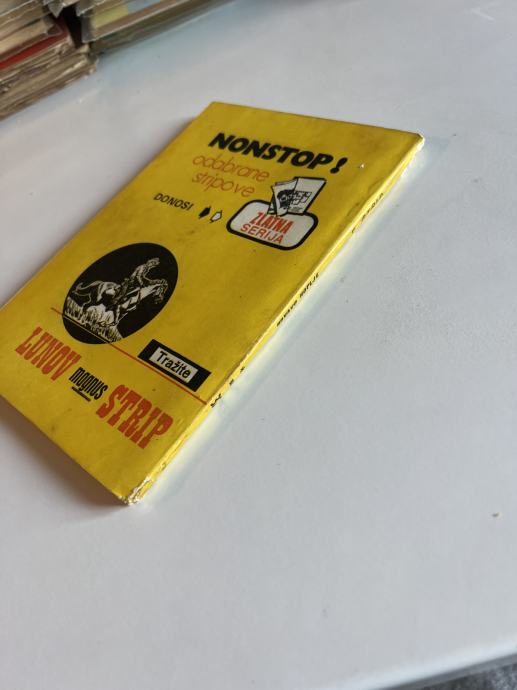 NONSTOP!
odabrane
stripove
DONOSI
ZLATNA
SERIJA
Tražite
LUNOV
magnus
STRIP